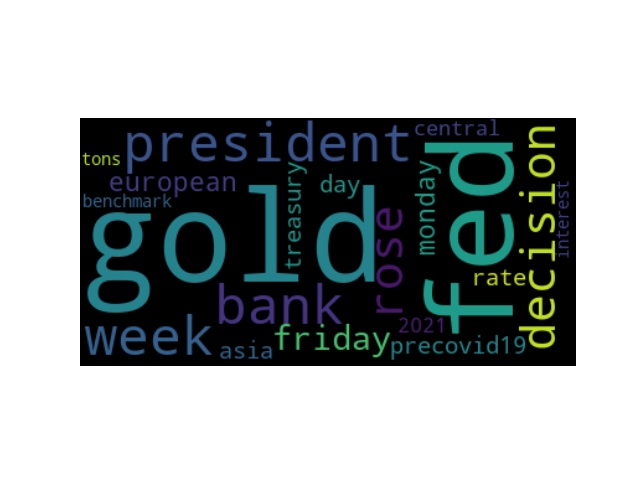 president
central
tons
european
day
benchmark
gold
treasury
rose
monday
fed
decision
interest
rate
bank
week
asia
friday
2021
precovid19